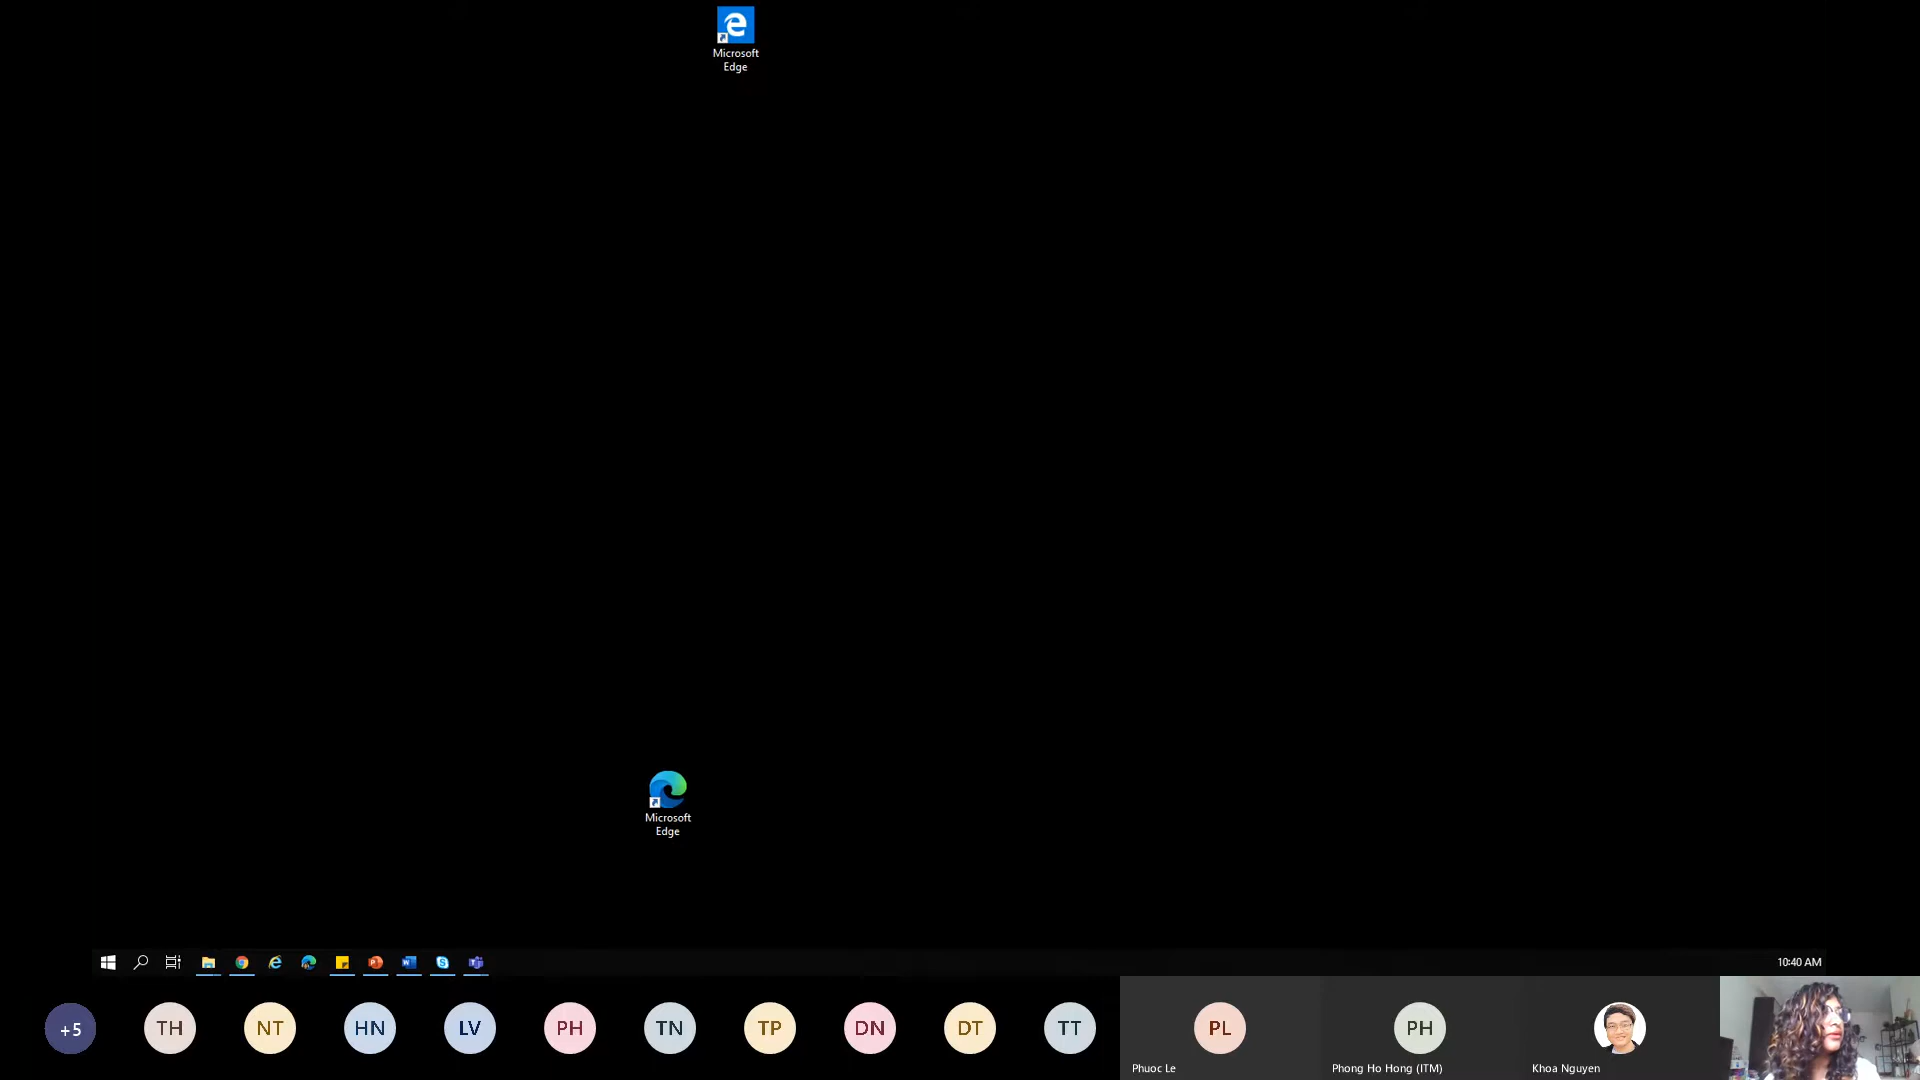 Microsoft
Edge
Microsoft
Edge
10:40 AM
+5
TH
NT
HN
LV
PH
TN
TP
DN
DT
TT
PL
PH
Phuoc Le
Phong Ho Hong (ITM)
Khoa Nguyen